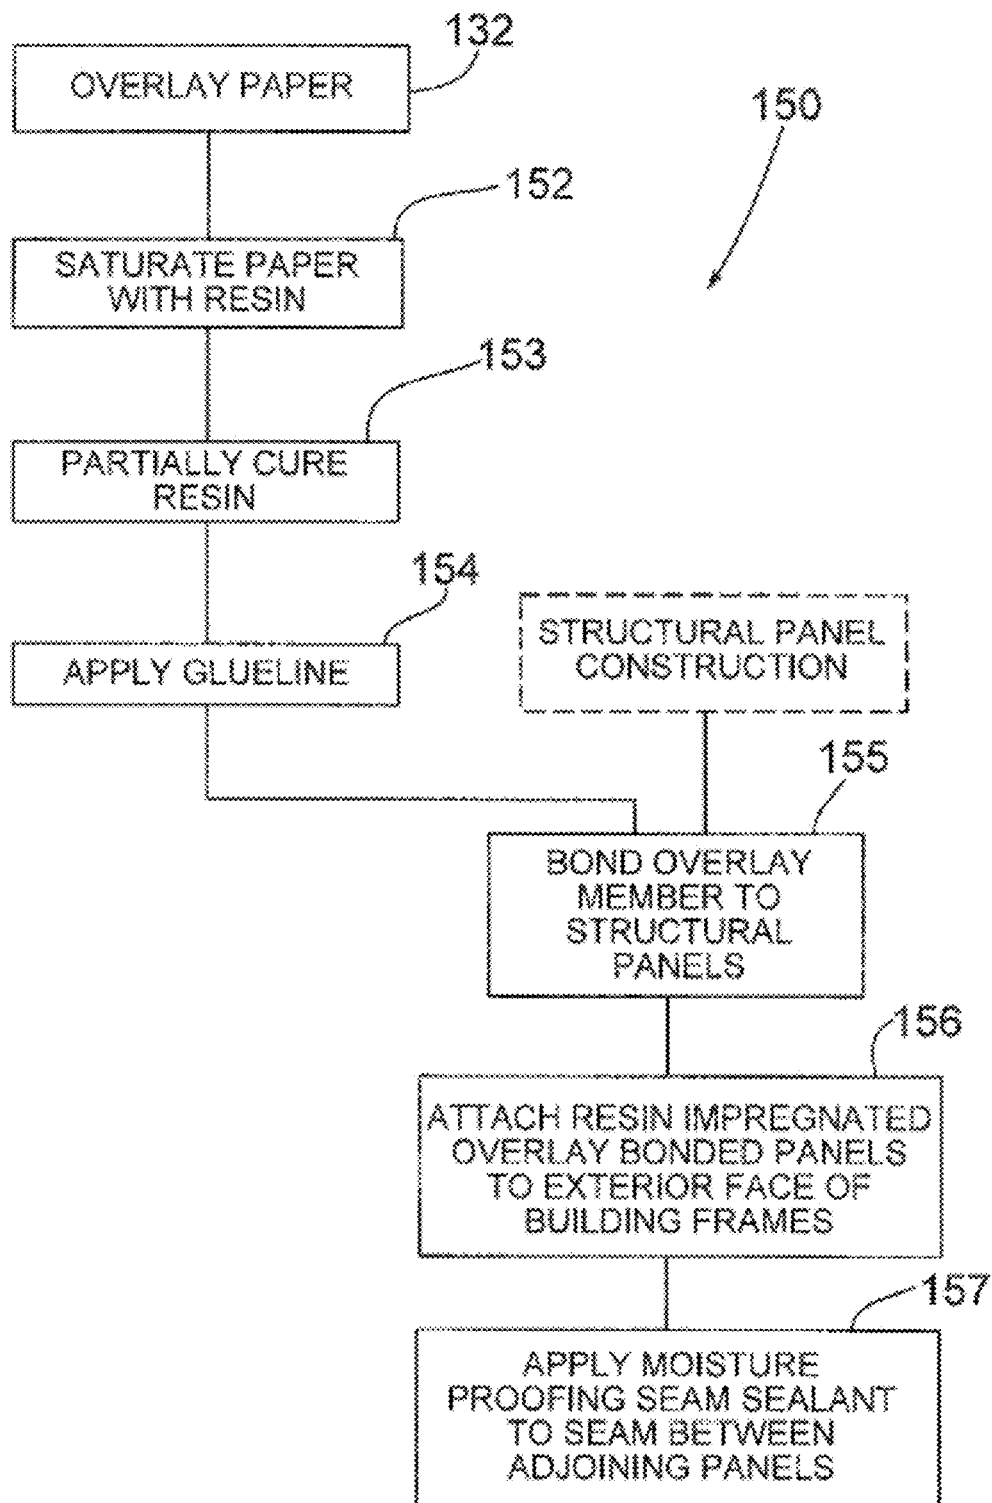 132
OVERLAY PAPER
150
152
SATURATE PAPER
WITH RESIN
153
PARTIALLY CURE
RESIN
154
APPLY GLUELINE
STRUCTURAL PANEL
CONSTRUCTION
155
BOND OVERLAY
MEMBER TO
STRUCTURAL
PANELS
156
ATTACH RESIN IMPREGNATED
OVERLAY BONDED PANELS
TO EXTERIOR FACE OF
BUILDING FRAMES
157
APPLY MOISTURE
PROOFING SEAM SEALANT
TO SEAM BETWEEN
ADJOINING PANELS